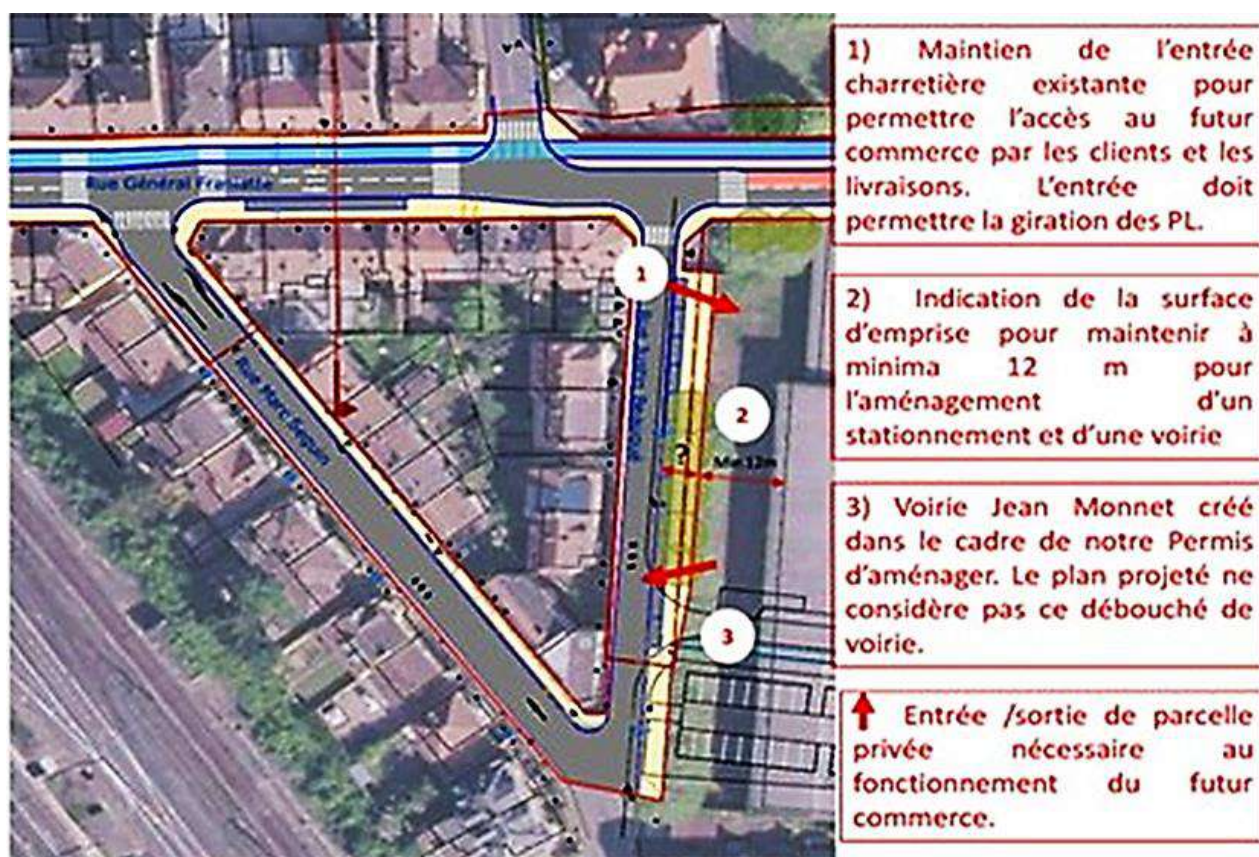 Rue Général Frébault
Rue Marc Seguin
1
2
?
Min 12m
3
1) Maintien de l'entrée
charretière existante pour
permettre l'accès au futur
commerce par les clients et les
livraisons. L'entrée doit
permettre la giration des PL.
2) Indication de la surface
d'emprise pour maintenir à
minima 12 m pour
l'aménagement d'un
stationnement et d'une voirie
3) Voirie Jean Monnet créé
dans le cadre de notre Permis
d'aménager. Le plan projeté ne
considère pas ce débouché de
voirie.
Entrée /sortie de parcelle
privée nécessaire au
fonctionnement du futur
commerce.